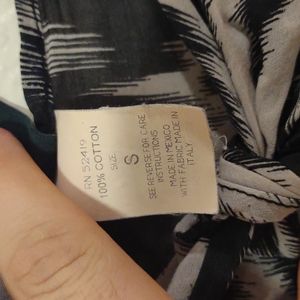 RN 52419
100% COTTON
SIZE
S
SEE REVERSE FOR CARE
INSTRUCTIONS
MADE IN MEXICO
WITH FABRIC MADE IN
ITALY